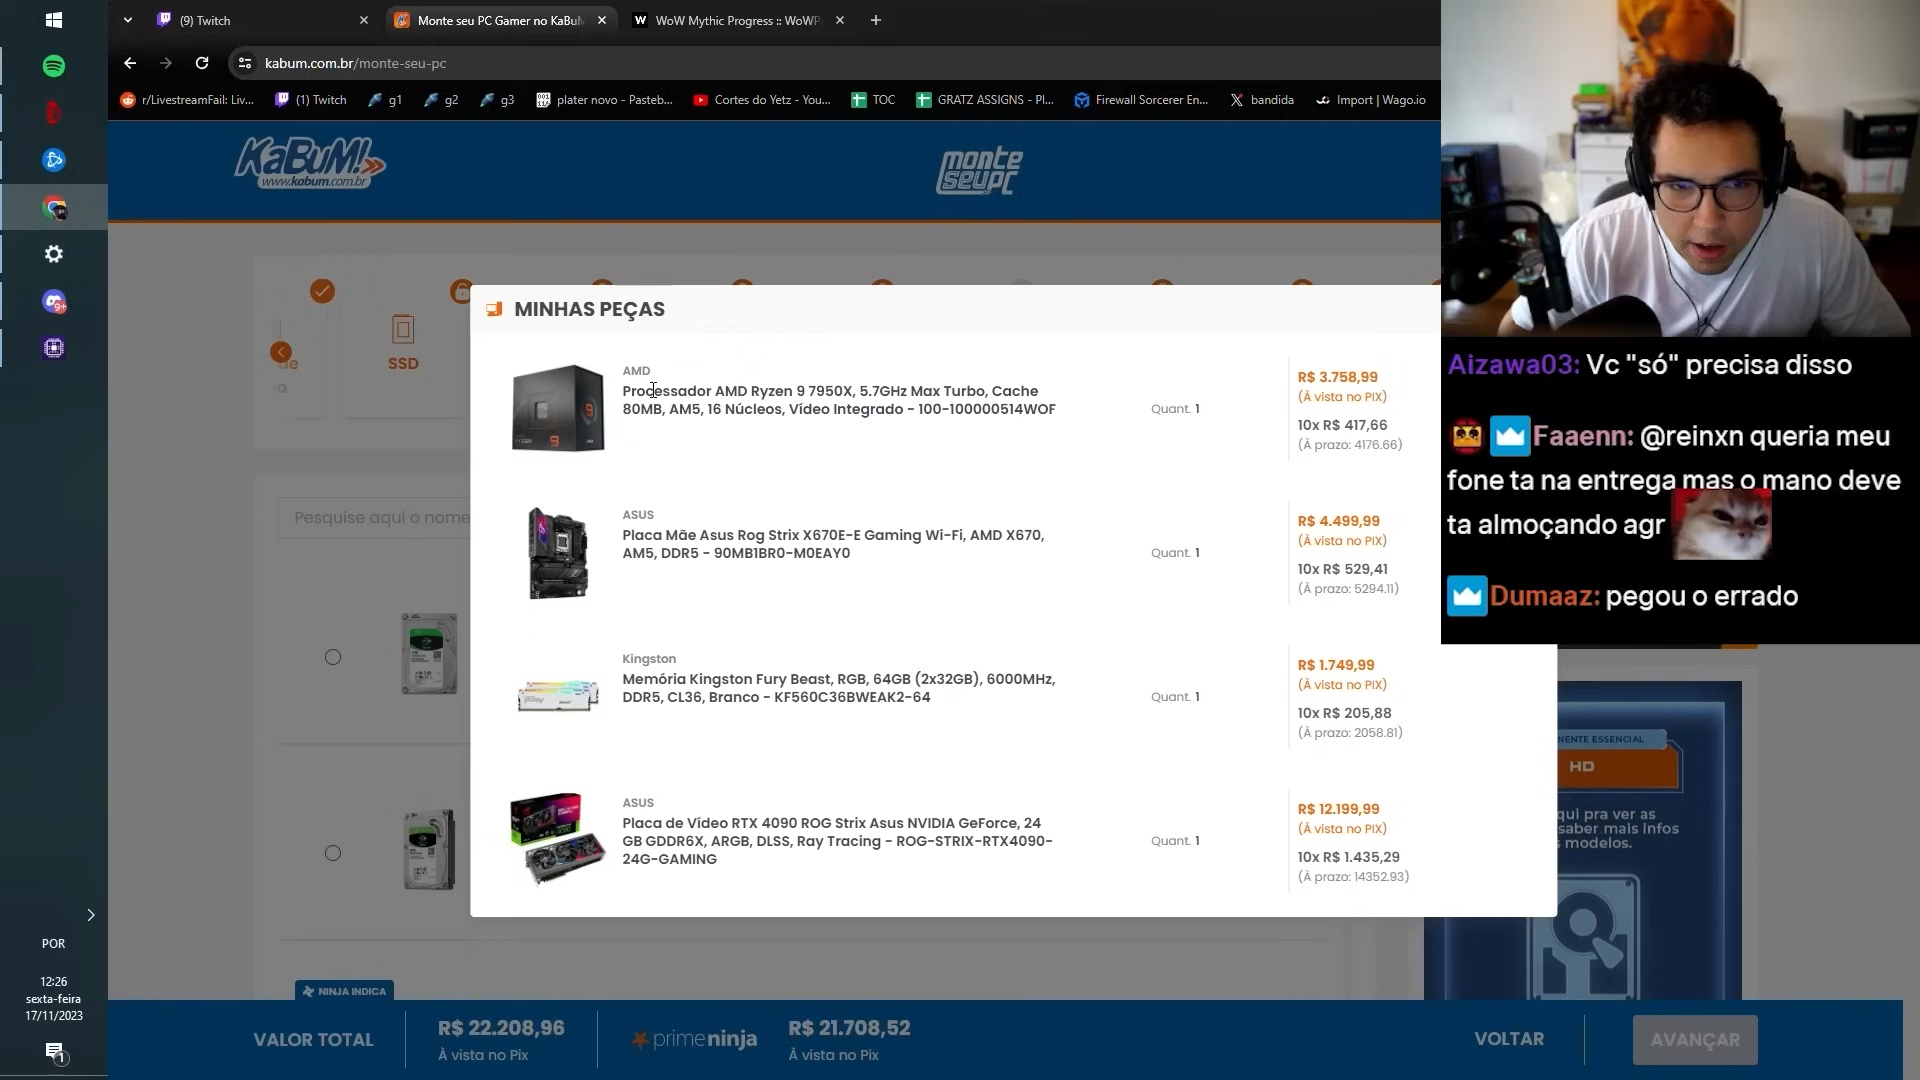 (9) Twitch
Monte seu PC Gamer no KaBuM
WoW Mythic Progress :: WoWP
kabum.com.br/monte-seu-pc
r/LivestreamFail: Liv...
(1) Twitch
g1
g2
g3
plater novo - Pasteb...
Cortes do Yetz - You...
TOC
GRATZ ASSIGNS - Pl...
Firewall Sorcerer En...
bandida
Import | Wago.io
KaBuM!
www.kabum.com.br
monte
seu pc
de
SSD
Pesquise aqui o nome
MINHAS PEÇAS
AMD
Processador AMD Ryzen 9 7950X, 5.7GHz Max Turbo, Cache
80MB, AM5, 16 Núcleos, Vídeo Integrado - 100-100000514WOF
Quant. 1
R$ 3.758,99
(À vista no PIX)
10x R$ 417,66
(À prazo: 4176.66)
ASUS
Placa Mãe Asus Rog Strix X670E-E Gaming Wi-Fi, AMD X670,
AM5, DDR5 - 90MB1BR0-M0EAY0
Quant. 1
R$ 4.499,99
(À vista no PIX)
10x R$ 529,41
(À prazo: 5294.11)
Kingston
Memória Kingston Fury Beast, RGB, 64GB (2x32GB), 6000MHz,
DDR5, CL36, Branco - KF560C36BWEAK2-64
Quant. 1
R$ 1.749,99
(À vista no PIX)
10x R$ 205,88
(À prazo: 2058.81)
ASUS
Placa de Vídeo RTX 4090 ROG Strix Asus NVIDIA GeForce, 24
GB GDDR6X, ARGB, DLSS, Ray Tracing - ROG-STRIX-RTX4090-
24G-GAMING
Quant. 1
R$ 12.199,99
(À vista no PIX)
10x R$ 1.435,29
(À prazo: 14352.93)
Aizawa03: Vc "só" precisa disso
Faaenn: @reinxn queria meu
fone ta na entrega mas o mano deve
ta almoçando agr
Dumaaz: pegou o errado
NENTE ESSENCIAL
HD
qui pra ver as
saber mais Infos
s modelos.
NINJA INDICA
VALOR TOTAL
R$ 22.208,96
À vista no Pix
primeninja
R$ 21.708,52
À vista no Pix
VOLTAR
AVANÇAR
9+
POR
12:26
sexta-feira
17/11/2023
1